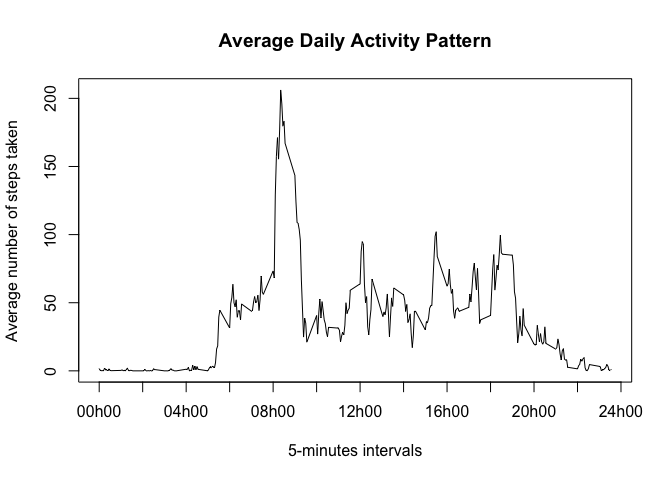 Average Daily Activity Pattern
Average number of steps taken
200
150
100
50
0
00h00 04h00 08h00 12h00 16h00 20h00 24h00
5-minutes intervals